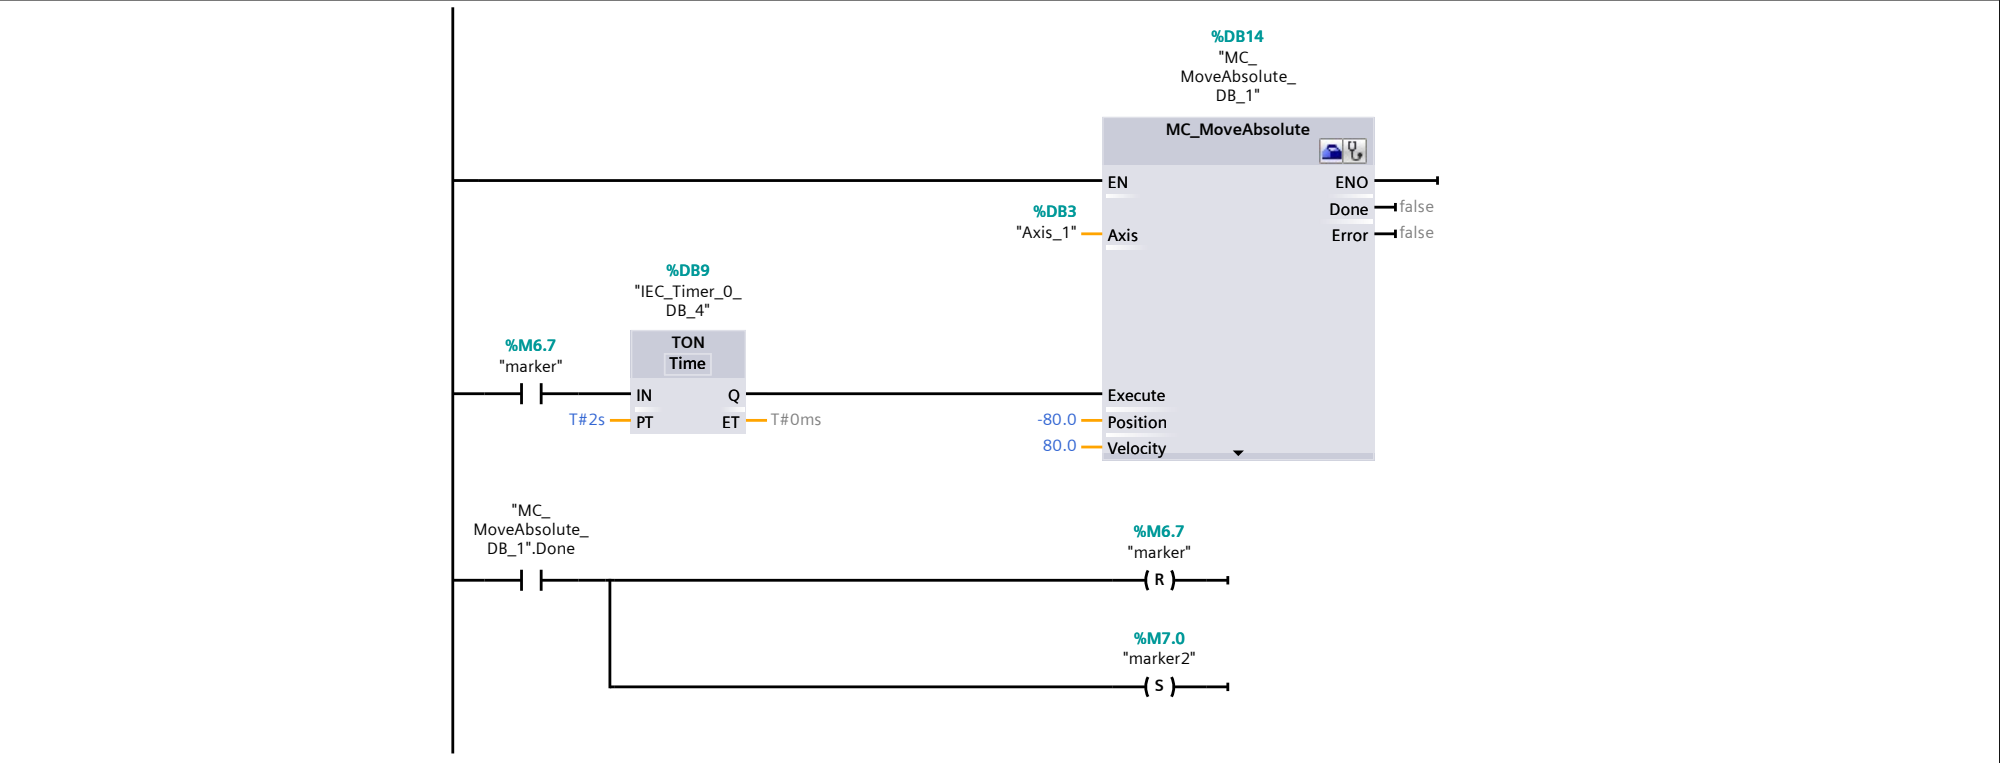 %DB14
"MC_
MoveAbsolute_
DB_1"
MC_MoveAbsolute
EN
ENO
Done
false
%DB3
"Axis_1"
Axis
Error
false
%DB9
"IEC_Timer_0_
DB_4"
%M6.7
"marker"
TON
Time
IN
Q
Execute
T#2s
PT
ET
T#0ms
-80.0
Position
80.0
Velocity
"MC_
MoveAbsolute_
DB_1".Done
%M6.7
"marker"
R
%M7.0
"marker2"
S